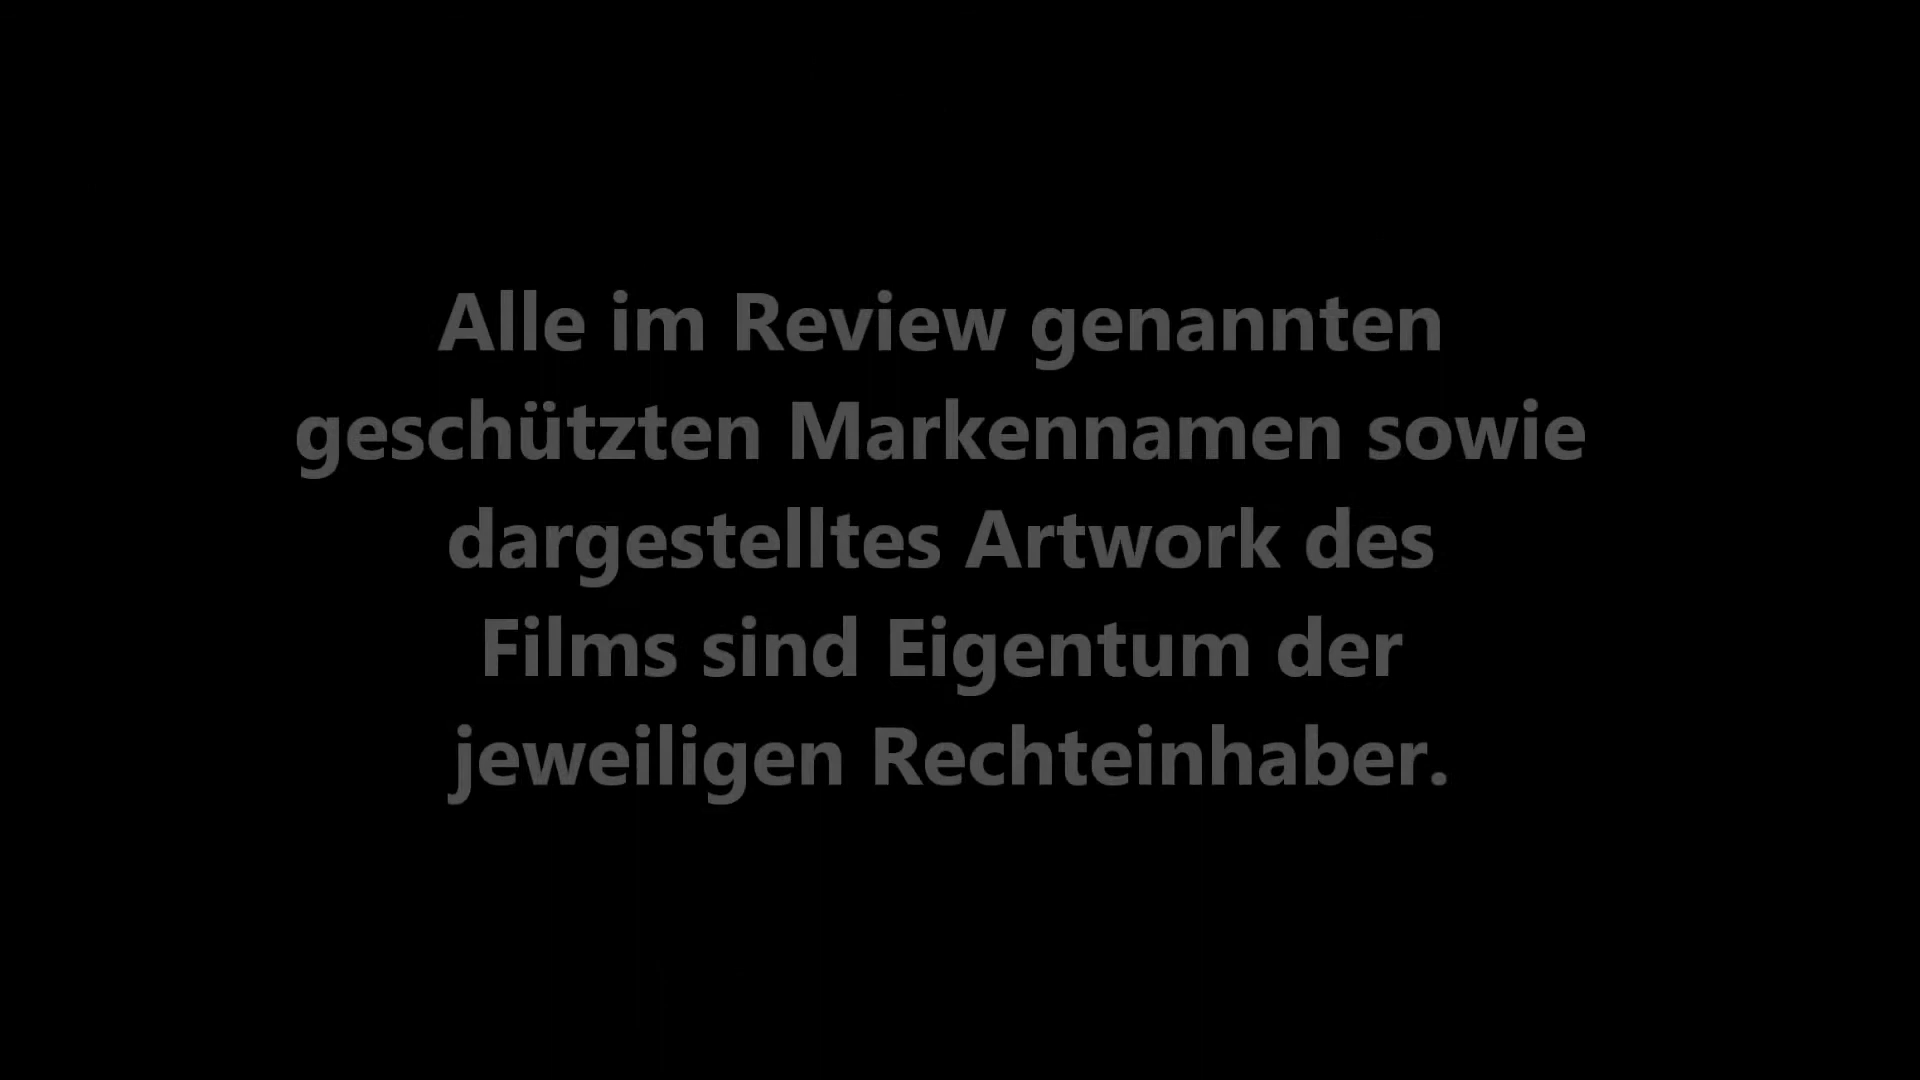 Alle im Review genannten
geschützten Markennamen sowie
dargestelltes Artwork des
Films sind Eigentum der
jeweiligen Rechteinhaber.